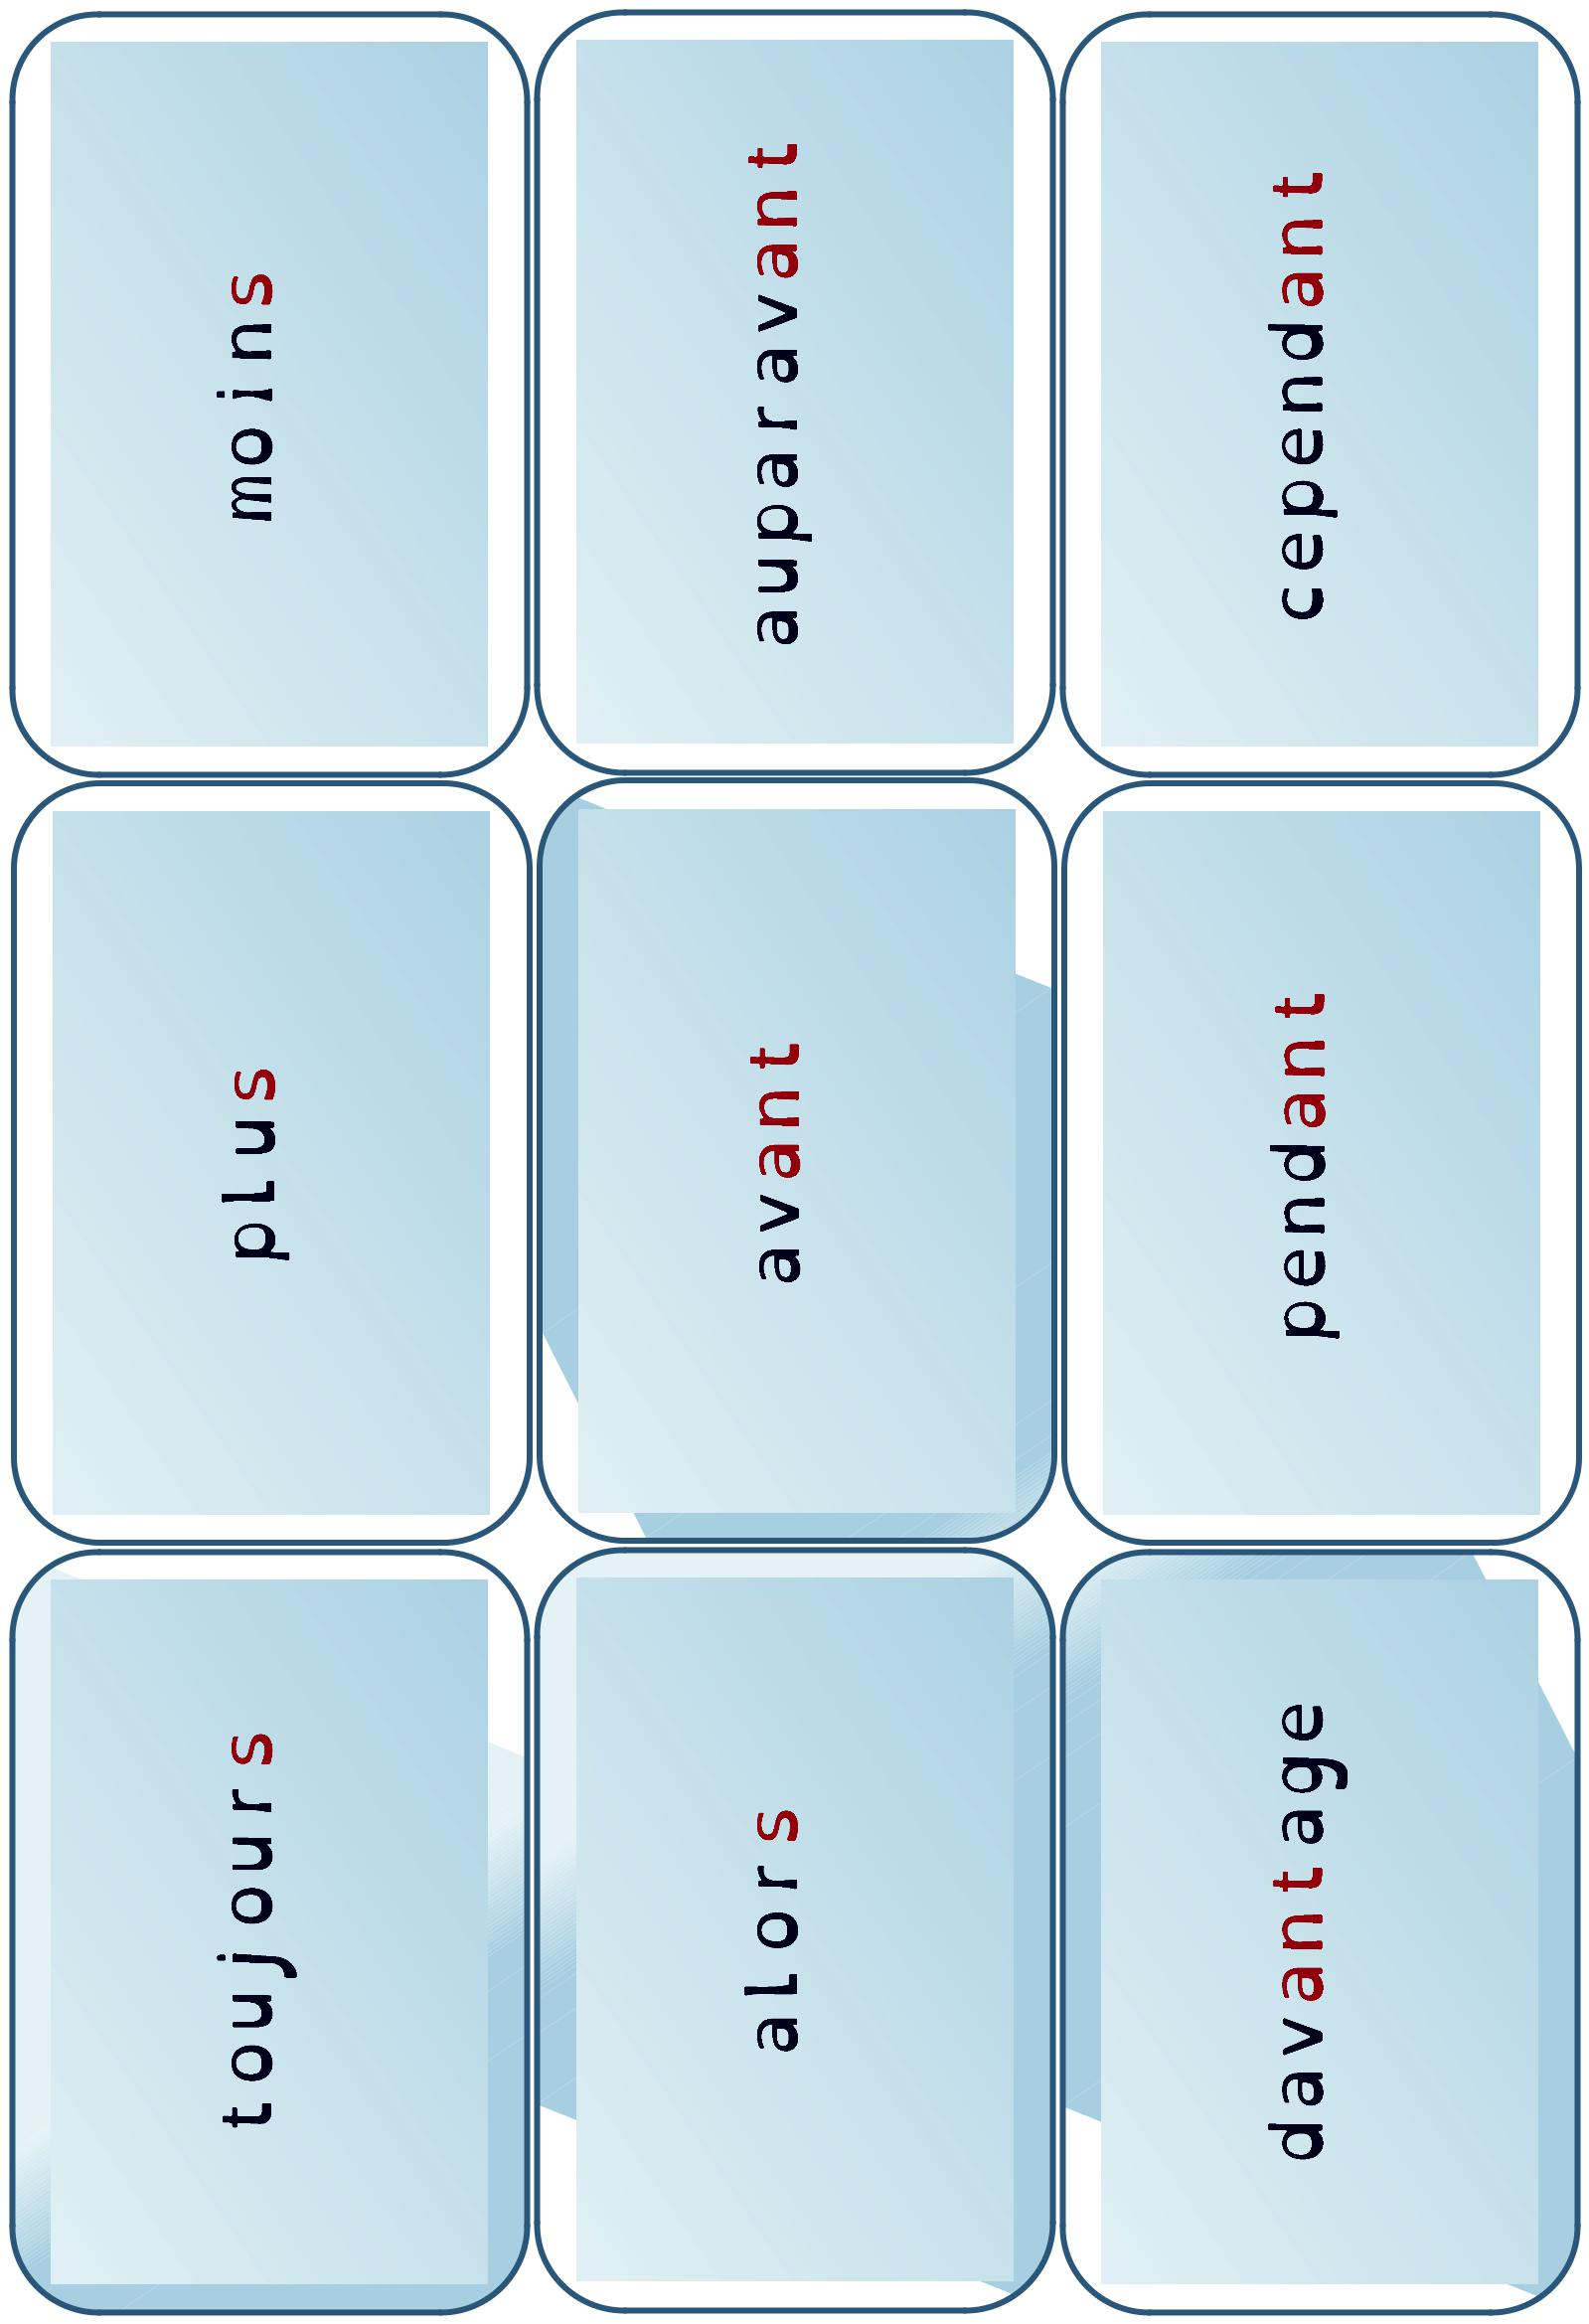 toujours
plus
moins
alors
avant
auparavant
davantage
pendant
cependant